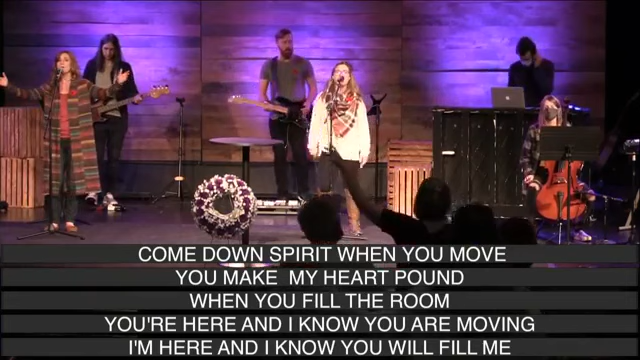 COME DOWN SPIRIT WHEN YOU MOVE
YOU MAKE MY HEART POUND
WHEN YOU FILL THE ROOM
YOU'RE HERE AND I KNOW YOU ARE MOVING
I'M HERE AND I KNOW YOU WILL FILL ME